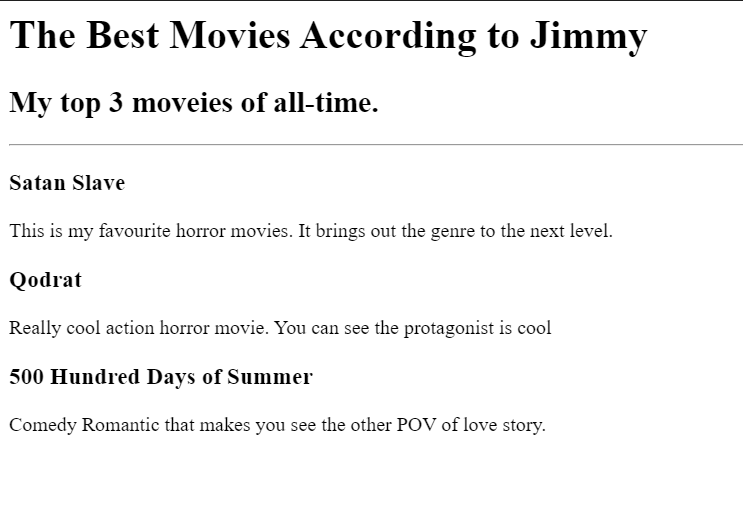 The Best Movies According to Jimmy
My top 3 moveies of all-time.
Satan Slave
This is my favourite horror movies. It brings out the genre to the next level.
Qodrat
Really cool action horror movie. You can see the protagonist is cool
500 Hundred Days of Summer
Comedy Romantic that makes you see the other POV of love story.